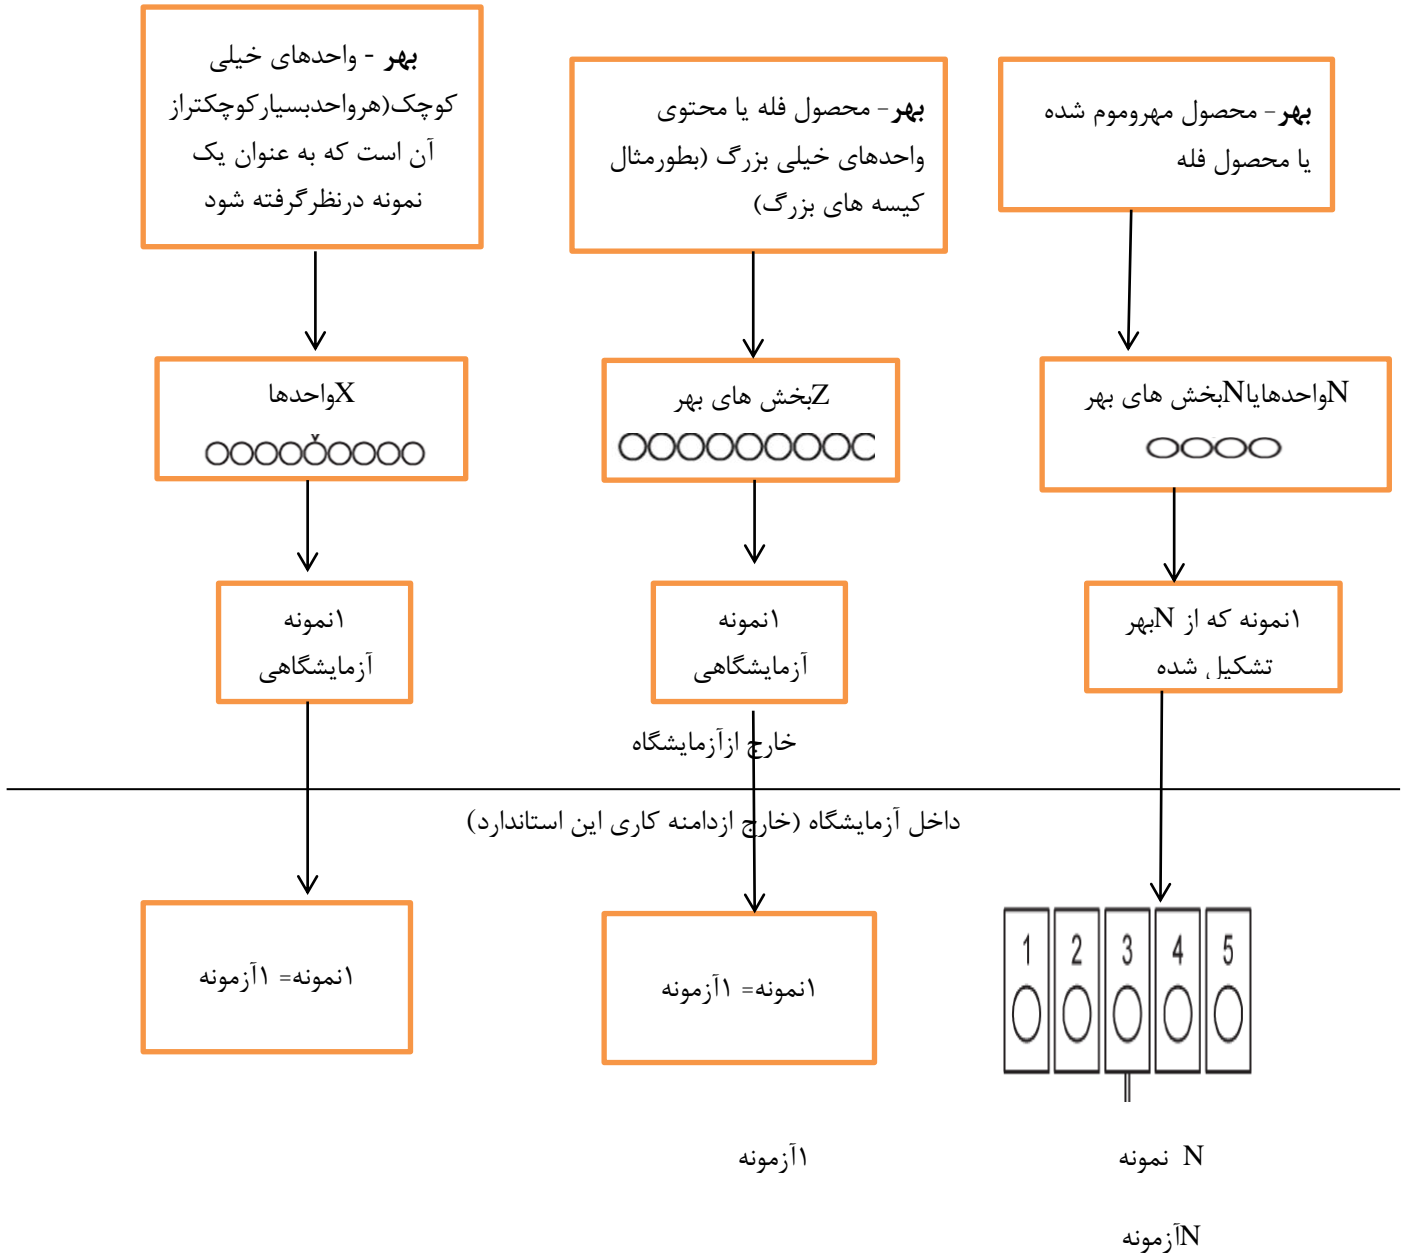 بهر- محصول مهروموم شده
یا محصول فله
بهر- محصول فله یا محتوی
واحدهای خیلی بزرگ (بطورمثال
کیسه های بزرگ)
بهر - واحدهای خیلی
کوچک(هرواحدبسیارکوچکتراز
آن است که به عنوان یک
نمونه درنظرگرفته شود
Nواحدهایا Nبخش های بهر
Zبخش های بهر
Xواحدها
۱نمونه که از Nبهر
تشکیل شده
۱نمونه
آزمایشگاهی
۱نمونه
آزمایشگاهی
خارج ازآزمایشگاه
داخل آزمایشگاه (خارج ازدامنه کاری این استاندارد)
1 2 3 4 5
۱نمونه= ۱آزمونه
۱نمونه= ۱آزمونه
N نمونه
۱آزمونه
Nآزمونه